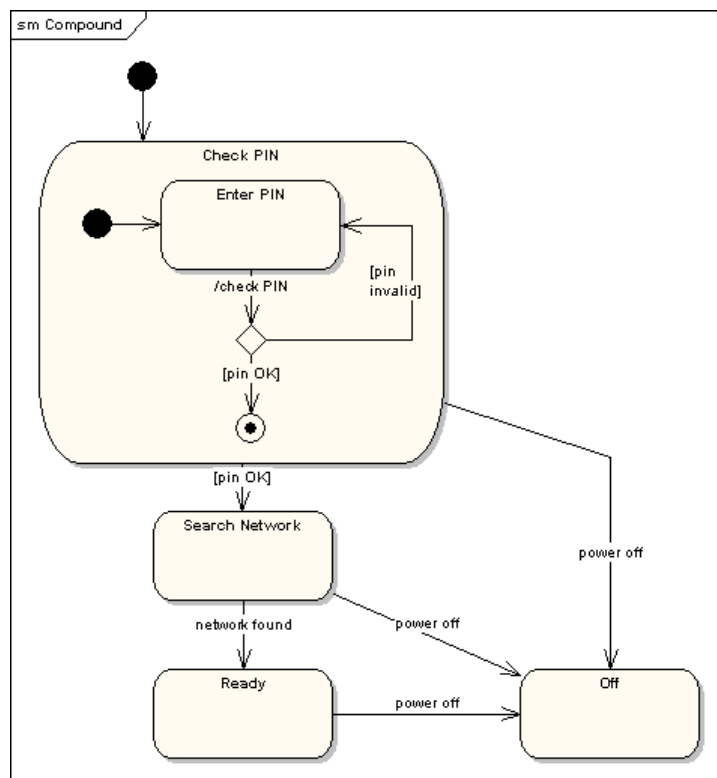 sm Compound
Check PIN
Enter PIN
[pin
invalid]
/check PIN
[pin OK]
[pin OK]
Search Network
power off
network found
power off
Ready
Off
power off